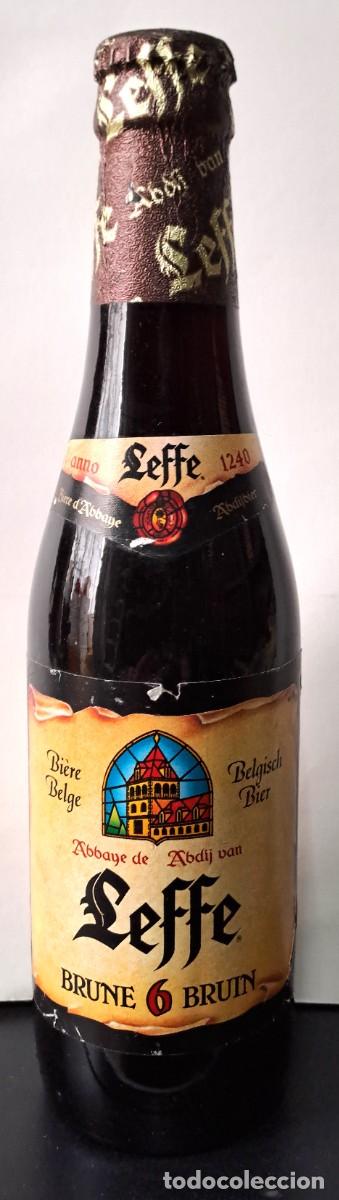 Leffe
Abdij van
Leffe
anno Leffe 1240
Bière d'Abbaye Abdijbier
Bière Belge
Belgisch Bier
Abbaye de Abdij van
Leffe
BRUNE 6 BRUIN
todocoleccion